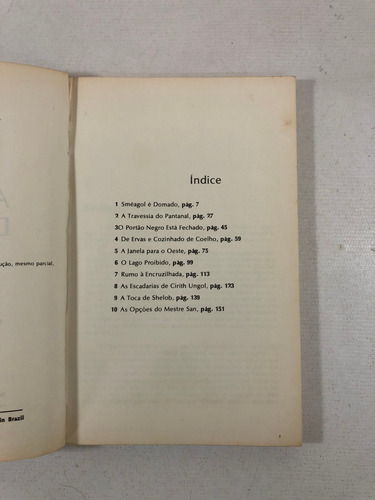 ução, mesmo parcial.
in Brazil
Índice
1 Sméagol é Domado, pág. 7
2 A Travessia do Pantanal, pág. 27
3O Portão Negro Está Fechado, pág. 45
4 De Ervas e Cozinhado de Coelho, pág. 59
5 A Janela para o Oeste, pág. 75
6 O Lago Proibido, pág. 99
7 Rumo à Encruzilhada, pág. 113
8 As Escadarias de Cirith Ungol, pág. 123
9 A Toca de Shelob, pág. 139
10 As Opções do Mestre San, pág. 151